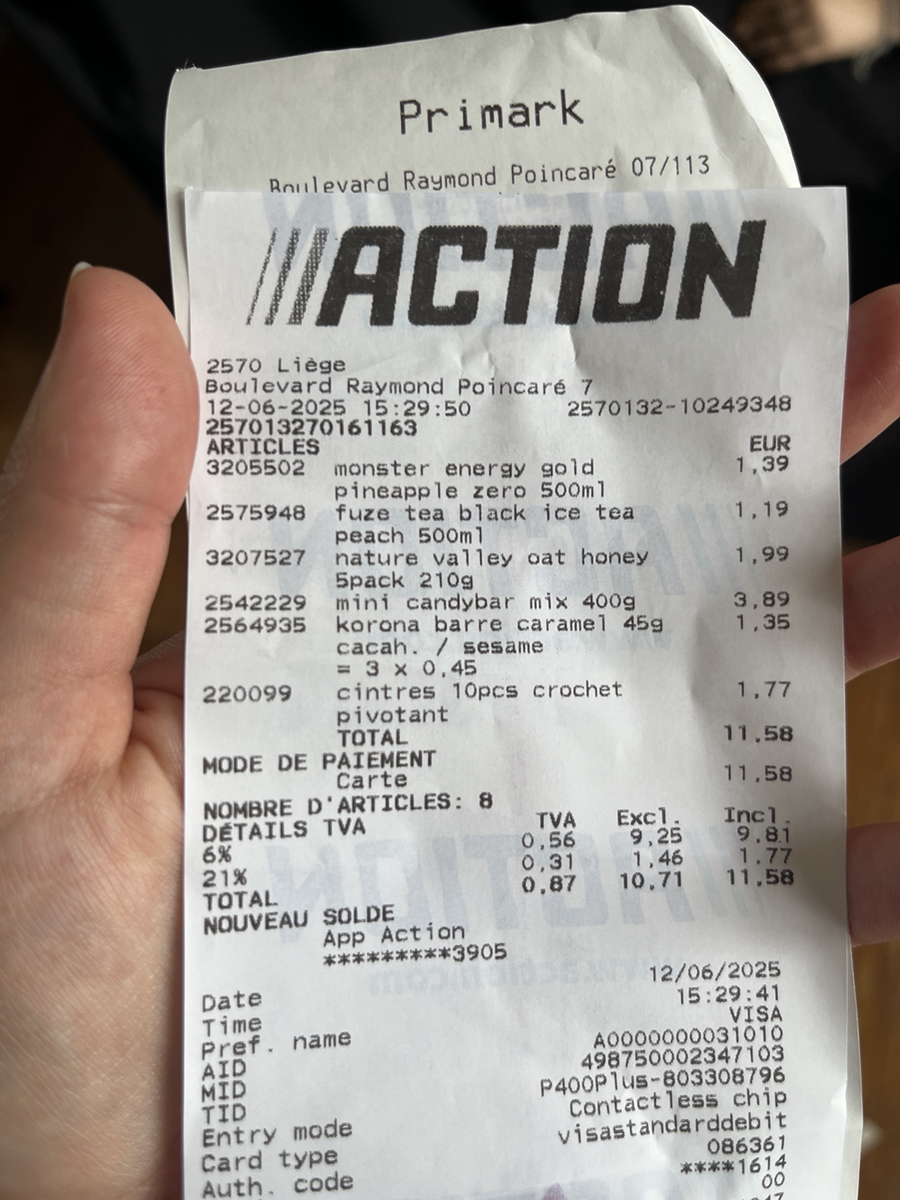 Primark
Boulevard Raymond Poincaré 07/113
ACTION
2570 Liège
Boulevard Raymond Poincaré 7
12-06-2025 15:29:50 2570132-10249348
257013270161163
ARTICLES EUR
3205502 monster energy gold 1,39
pineapple zero 500ml
2575948 fuze tea black ice tea 1,19
peach 500ml
3207527 nature valley oat honey 1,99
5pack 210g
2542229 mini candybar mix 400g 3,89
2564935 korona barre caramel 45g 1,35
cacah. / sesame
= 3 x 0,45
220099 cintres 10pcs crochet 1,77
pivotant
TOTAL 11,58
MODE DE PAIEMENT
Carte 11,58
NOMBRE D'ARTICLES: 8
DÉTAILS TVA TVA Excl. Incl.
6% 0,56 9,25 9,81
21% 0,31 1,46 1,77
TOTAL 0,87 10,71 11,58
NOUVEAU SOLDE
App Action
*********3905
Date 12/06/2025
Time 15:29:41
Pref. name VISA
AID A0000000031010
MID 498750002347103
TID P400Plus-803308796
Entry mode Contactless chip
Card type visastandarddebit
Auth. code 086361
****1614
00